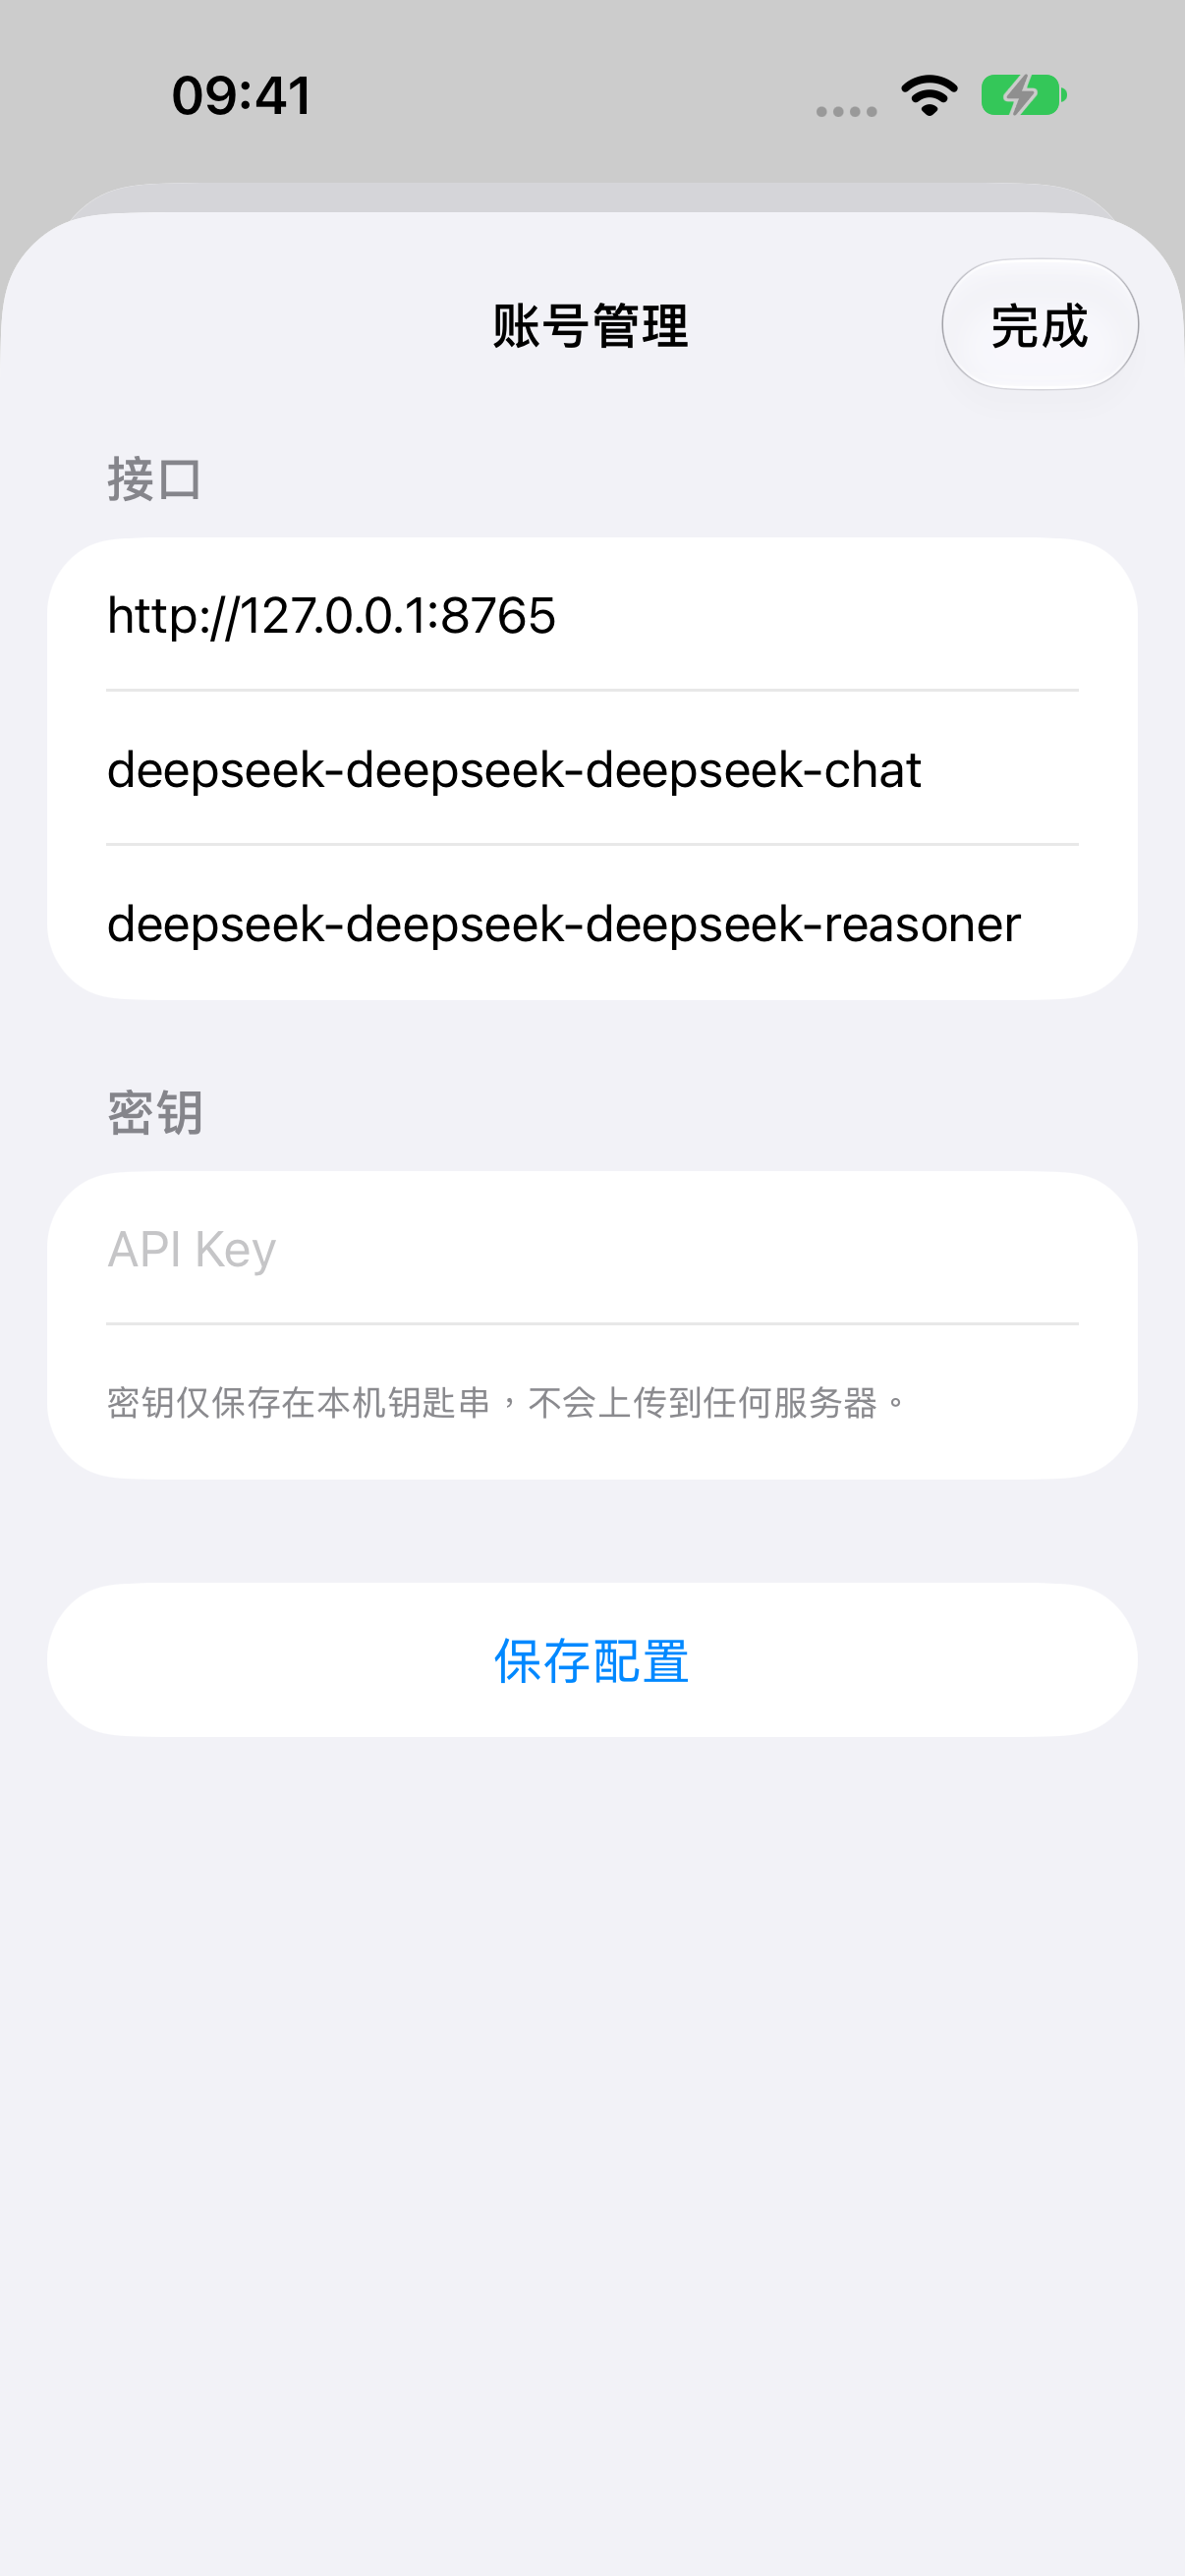 09:41
账号管理
完成
接口
http://127.0.0.1:8765
deepseek-deepseek-deepseek-chat
deepseek-deepseek-deepseek-reasoner
密钥
API Key
密钥仅保存在本机钥匙串，不会上传到任何服务器。
保存配置